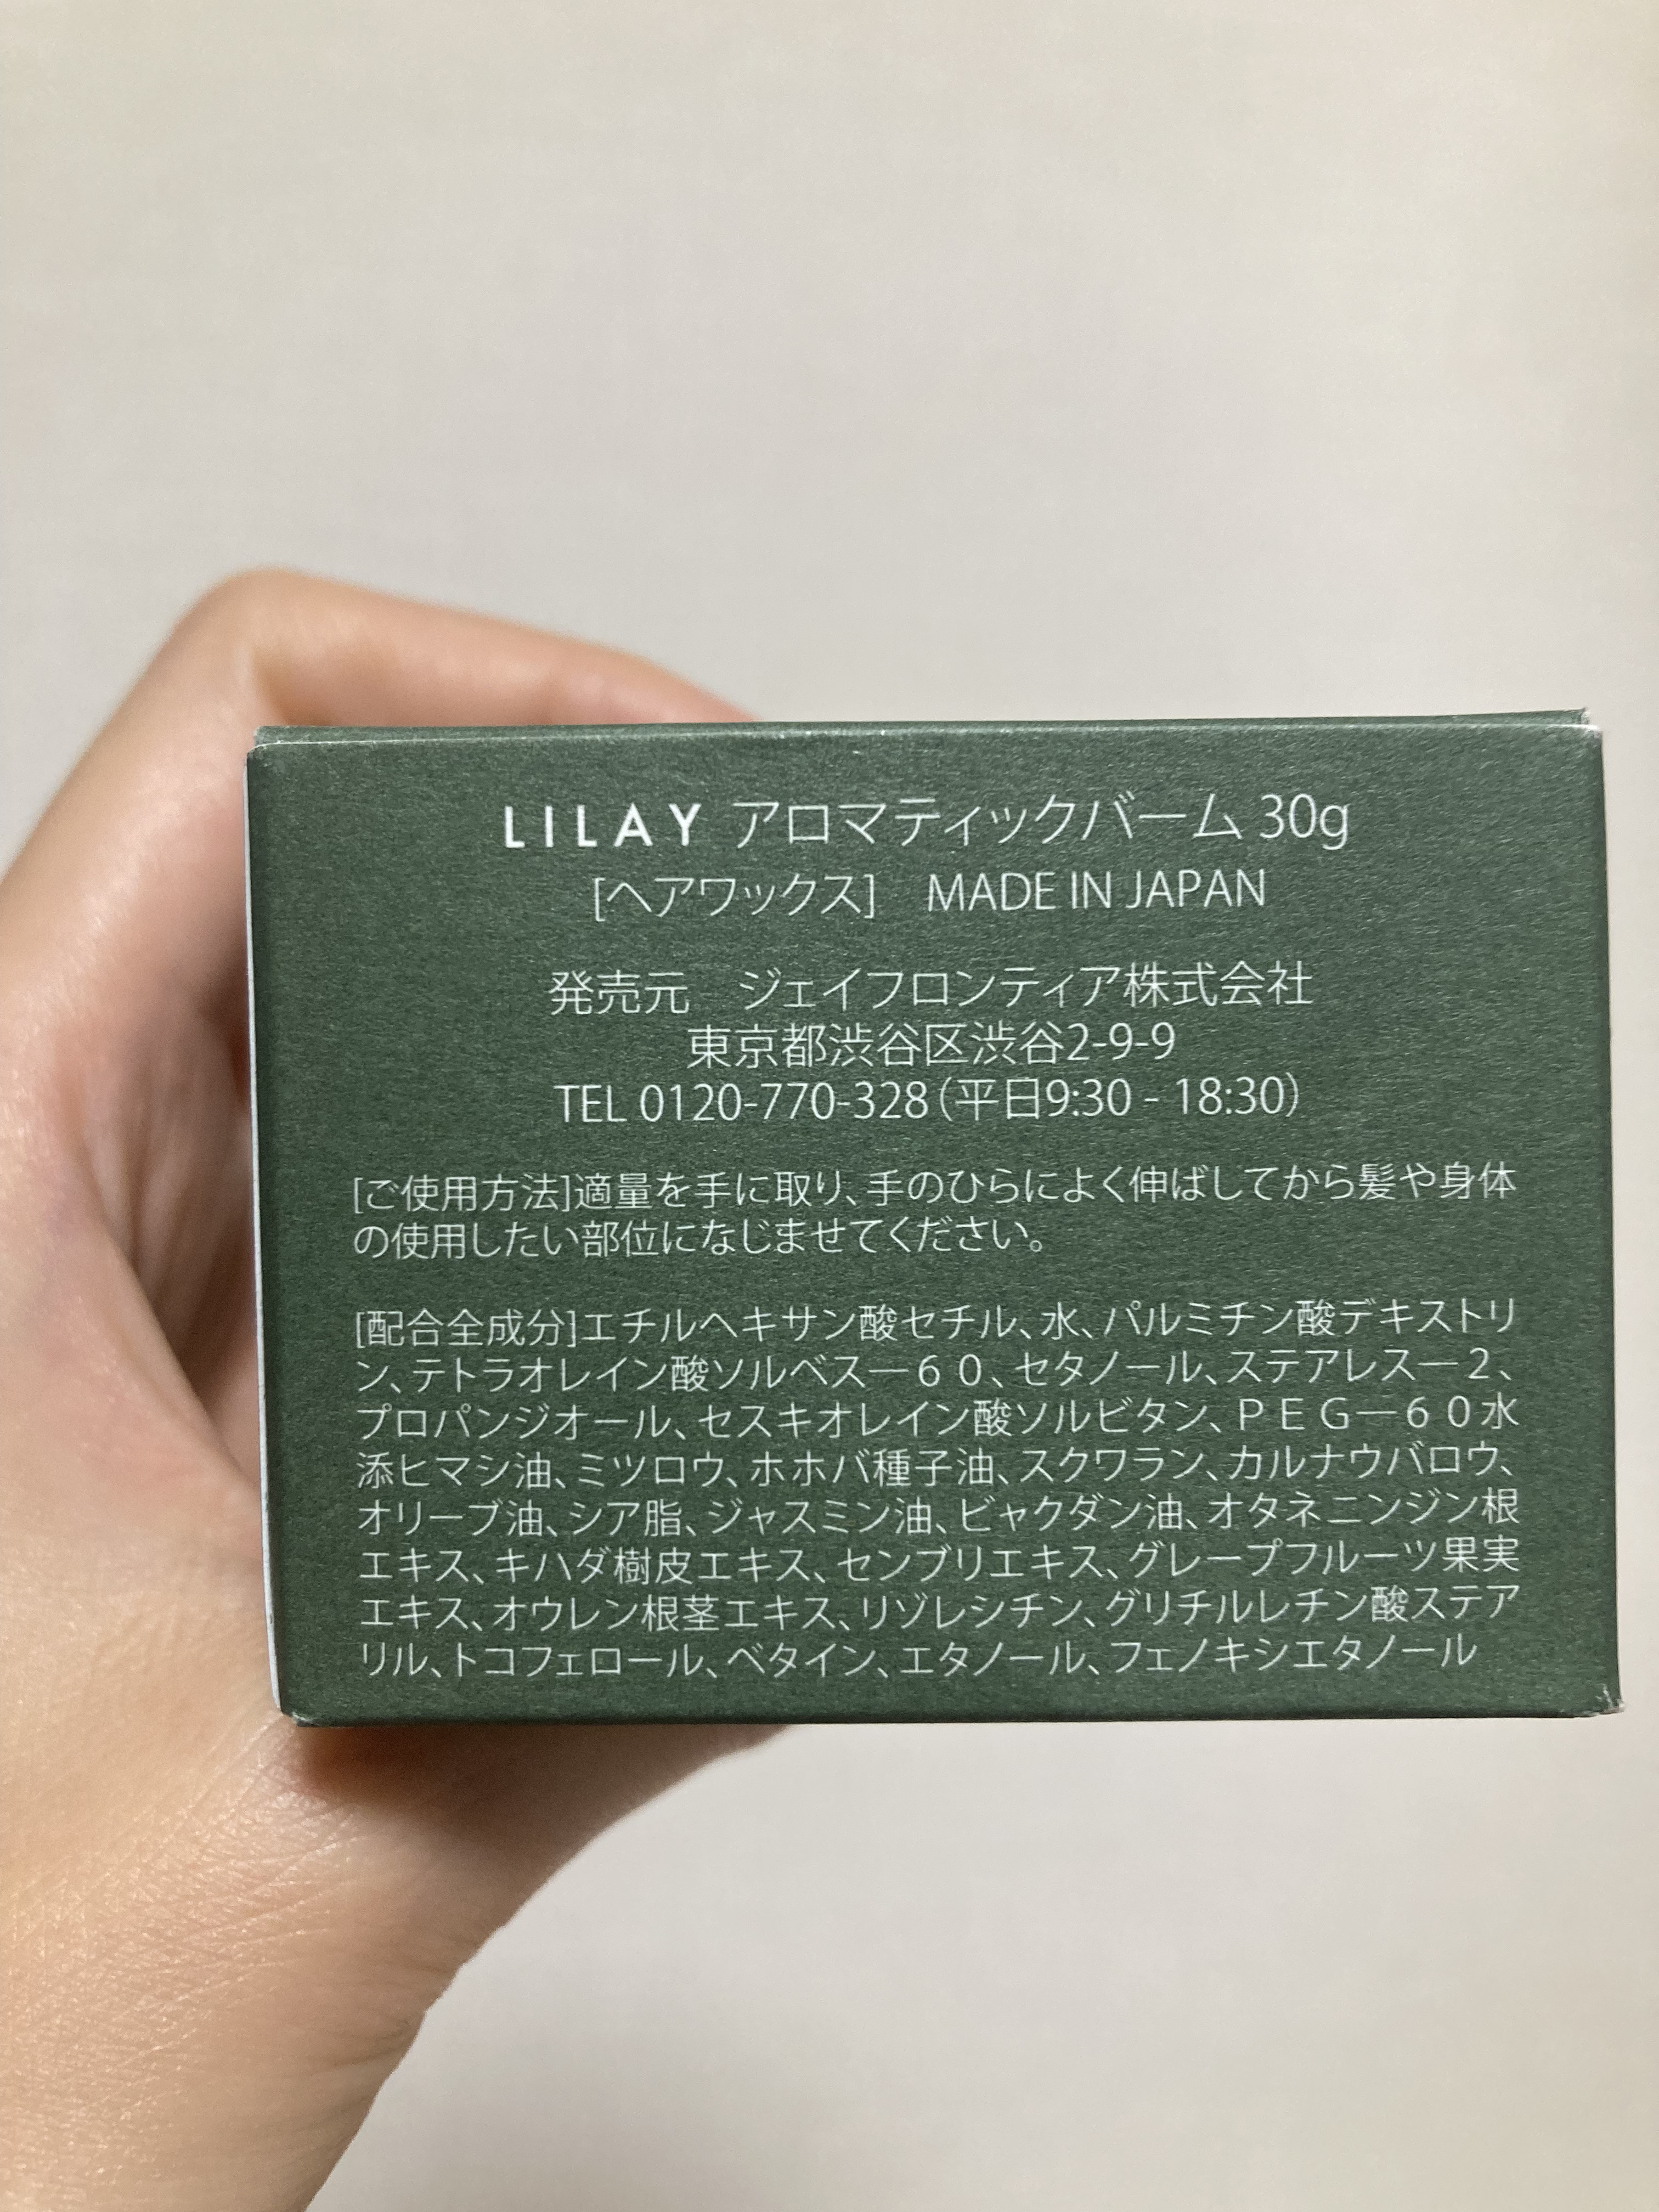 LILAY アロマティックバーム 30g
[ヘアワックス]　MADE IN JAPAN
発売元　ジェイフロンティア株式会社
東京都渋谷区渋谷2-9-9
TEL 0120-770-328（平日9:30 - 18:30）
[ご使用方法]適量を手に取り、手のひらによく伸ばしてから髪や身体
の使用したい部位になじませてください。
[配合全成分]エチルヘキサン酸セチル、水、パルミチン酸デキストリ
ン、テトラオレイン酸ソルベス―６０、セタノール、ステアレス―２、
プロパンジオール、セスキオレイン酸ソルビタン、ＰＥＧ―６０水
添ヒマシ油、ミツロウ、ホホバ種子油、スクワラン、カルナウバロウ、
オリーブ油、シア脂、ジャスミン油、ビャクダン油、オタネニンジン根
エキス、キハダ樹皮エキス、センブリエキス、グレープフルーツ果実
エキス、オウレン根茎エキス、リゾレシチン、グリチルレチン酸ステア
リル、トコフェロール、ベタイン、エタノール、フェノキシエタノール